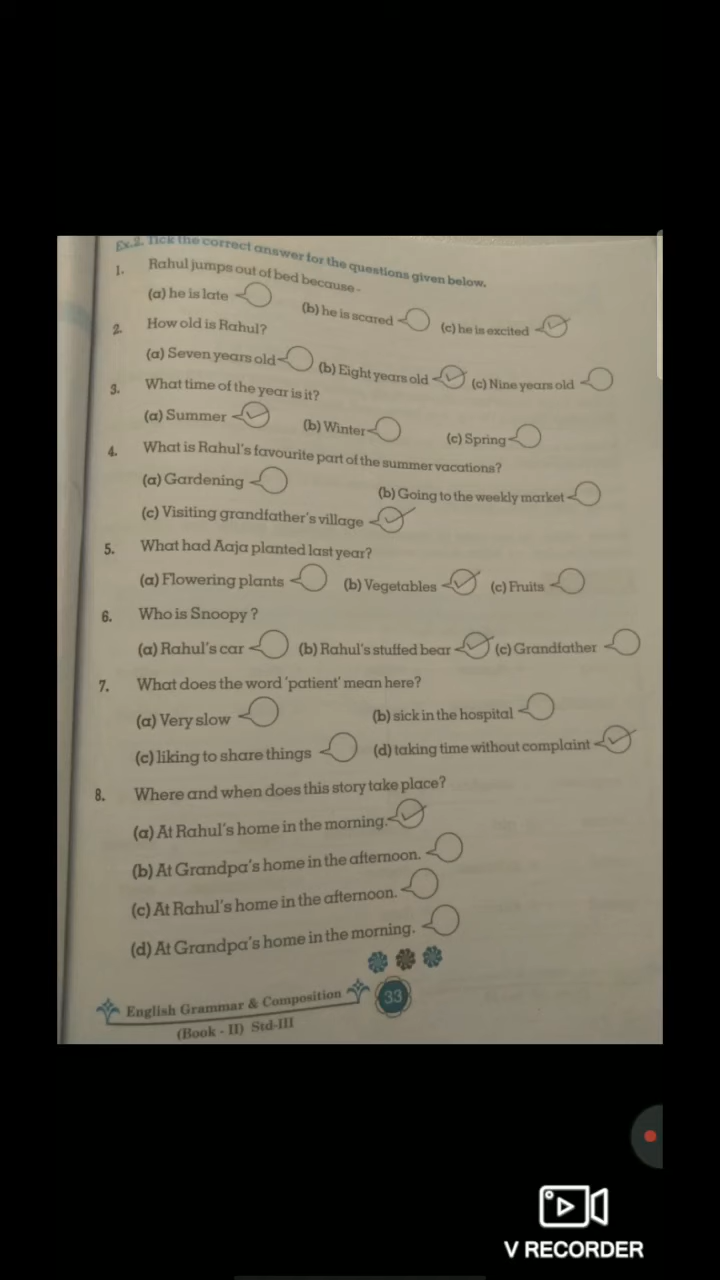 Ex.2. Tick the correct answer for the questions given below.
1. Rahul jumps out of bed because -
(a) he is late (b) he is scared (c) he is excited
2. How old is Rahul?
(a) Seven years old (b) Eight years old (c) Nine years old
3. What time of the year is it?
(a) Summer (b) Winter (c) Spring
4. What is Rahul's favourite part of the summer vacations?
(a) Gardening (b) Going to the weekly market
(c) Visiting grandfather's village
5. What had Aaja planted last year?
(a) Flowering plants (b) Vegetables (c) Fruits
6. Who is Snoopy ?
(a) Rahul's car (b) Rahul's stuffed bear (c) Grandfather
7. What does the word 'patient' mean here?
(a) Very slow (b) sick in the hospital
(c) liking to share things (d) taking time without complaint
8. Where and when does this story take place?
(a) At Rahul's home in the morning.
(b) At Grandpa's home in the afternoon.
(c) At Rahul's home in the afternoon.
(d) At Grandpa's home in the morning.
English Grammar & Composition 33
(Book - II) Std-III
V RECORDER